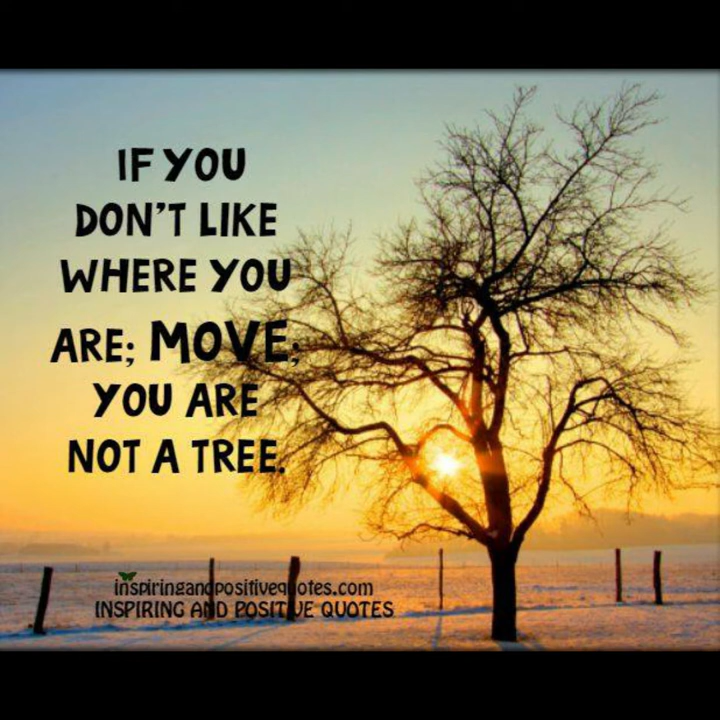 IF YOU
DON'T LIKE
WHERE YOU
ARE; MOVE;
YOU ARE
NOT A TREE.
inspiringandpositivequotes.com
INSPIRING AND POSITIVE QUOTES